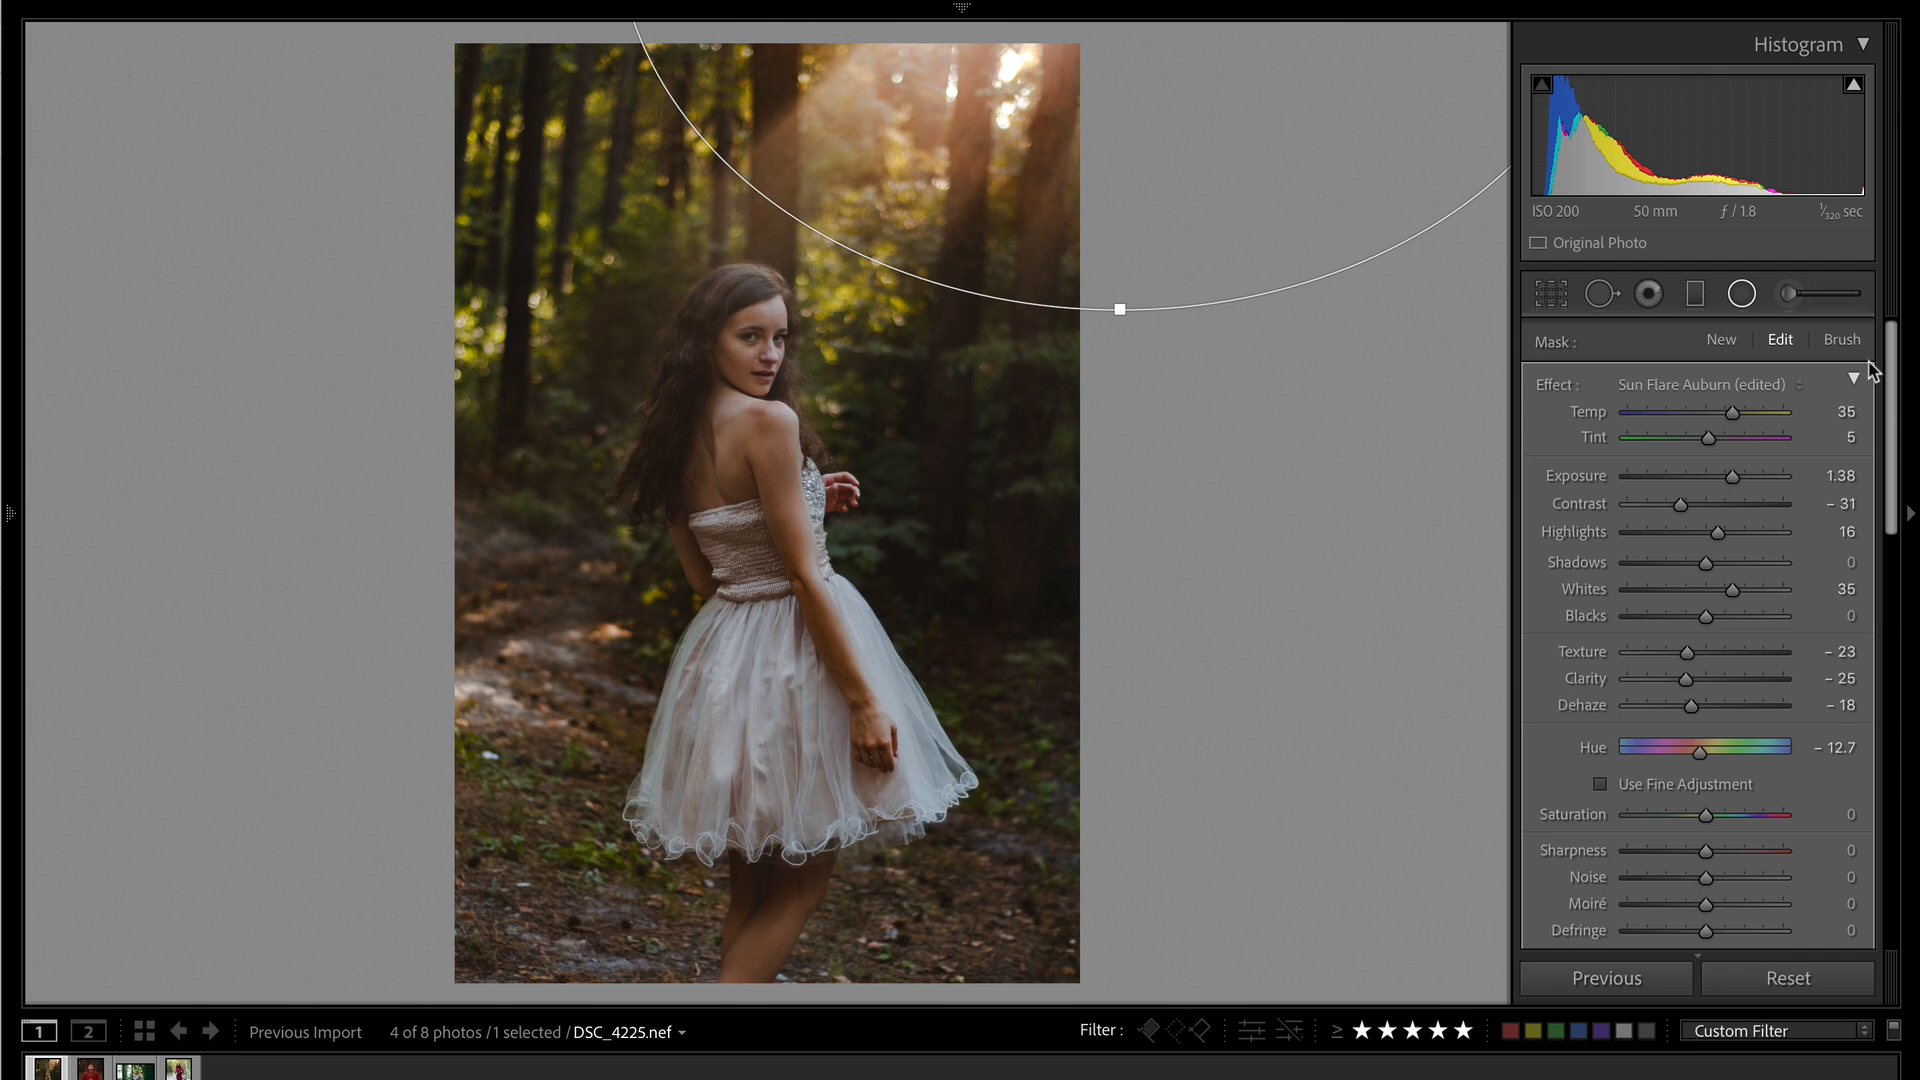 Histogram
ISO 200 50 mm ƒ / 1.8 1/320 sec
Original Photo
Mask : New Edit Brush
Effect : Sun Flare Auburn (edited)
Temp 35
Tint 5
Exposure 1.38
Contrast – 31
Highlights 16
Shadows 0
Whites 35
Blacks 0
Texture – 23
Clarity – 25
Dehaze – 18
Hue – 12.7
Use Fine Adjustment
Saturation 0
Sharpness 0
Noise 0
Moiré 0
Defringe 0
Previous Reset
1 2 Previous Import 4 of 8 photos / 1 selected / DSC_4225.nef Filter : ≥ ★★★★★ Custom Filter